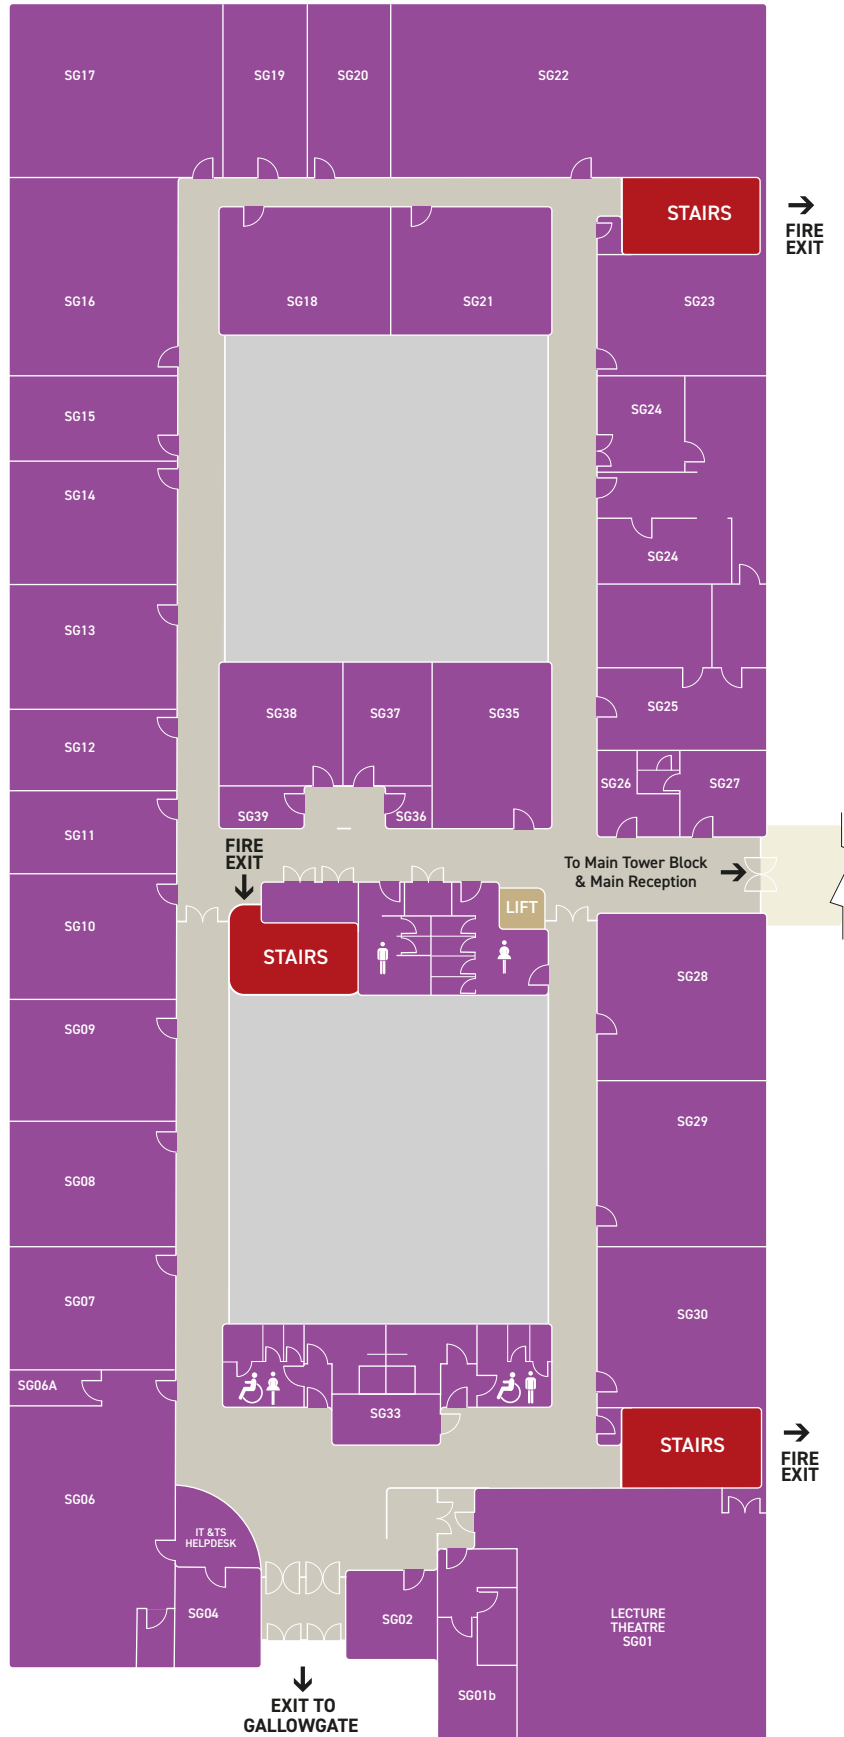 SG17
SG19
SG20
SG22
STAIRS
FIRE
EXIT
SG16
SG18
SG21
SG23
SG15
SG24
SG14
SG24
SG13
SG38
SG37
SG35
SG25
SG12
SG26
SG27
SG39
SG36
SG11
FIRE
EXIT
To Main Tower Block
& Main Reception
LIFT
SG10
STAIRS
SG28
SG09
SG29
SG08
SG07
SG30
SG06A
SG33
STAIRS
FIRE
EXIT
SG06
IT &TS
HELPDESK
SG04
SG02
LECTURE
THEATRE
SG01
SG01b
EXIT TO
GALLOWGATE